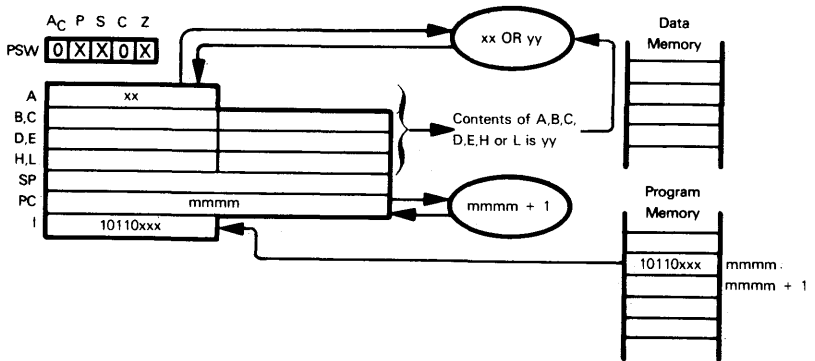 AC P S C Z
PSW 0 X X 0 X
xx OR yy
Data
Memory
A xx
B,C
D,E
H,L
SP
PC mmmm
I 10110xxx
Contents of A,B,C,
D,E,H or L is yy
mmmm + 1
Program
Memory
10110xxx mmmm
mmmm + 1